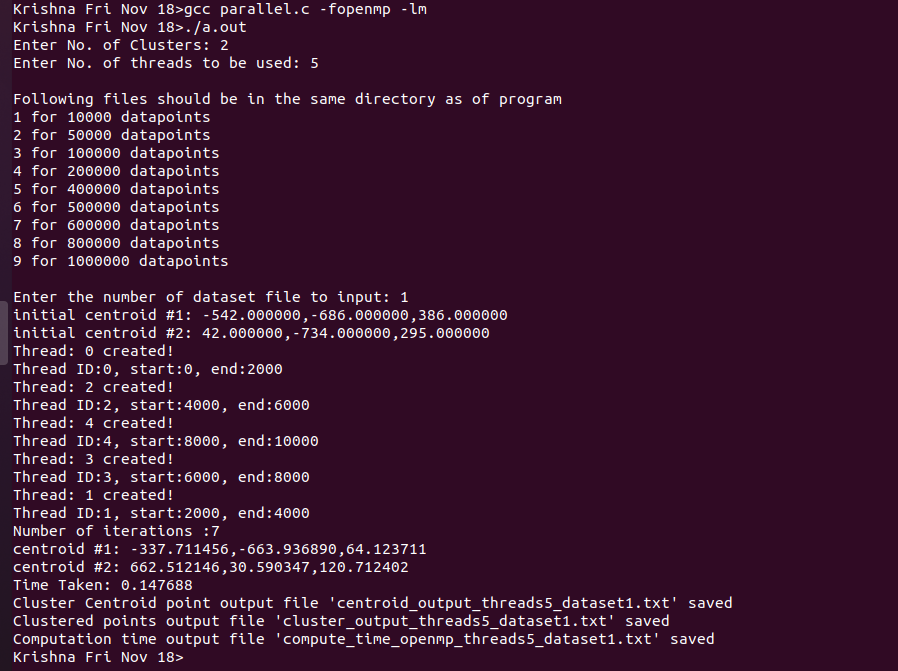 Krishna Fri Nov 18>gcc parallel.c -fopenmp -lm
Krishna Fri Nov 18>./a.out
Enter No. of Clusters: 2
Enter No. of threads to be used: 5
Following files should be in the same directory as of program
1 for 10000 datapoints
2 for 50000 datapoints
3 for 100000 datapoints
4 for 200000 datapoints
5 for 400000 datapoints
6 for 500000 datapoints
7 for 600000 datapoints
8 for 800000 datapoints
9 for 1000000 datapoints
Enter the number of dataset file to input: 1
initial centroid #1: -542.000000,-686.000000,386.000000
initial centroid #2: 42.000000,-734.000000,295.000000
Thread: 0 created!
Thread ID:0, start:0, end:2000
Thread: 2 created!
Thread ID:2, start:4000, end:6000
Thread: 4 created!
Thread ID:4, start:8000, end:10000
Thread: 3 created!
Thread ID:3, start:6000, end:8000
Thread: 1 created!
Thread ID:1, start:2000, end:4000
Number of iterations :7
centroid #1: -337.711456,-663.936890,64.123711
centroid #2: 662.512146,30.590347,120.712402
Time Taken: 0.147688
Cluster Centroid point output file 'centroid_output_threads5_dataset1.txt' saved
Clustered points output file 'cluster_output_threads5_dataset1.txt' saved
Computation time output file 'compute_time_openmp_threads5_dataset1.txt' saved
Krishna Fri Nov 18>